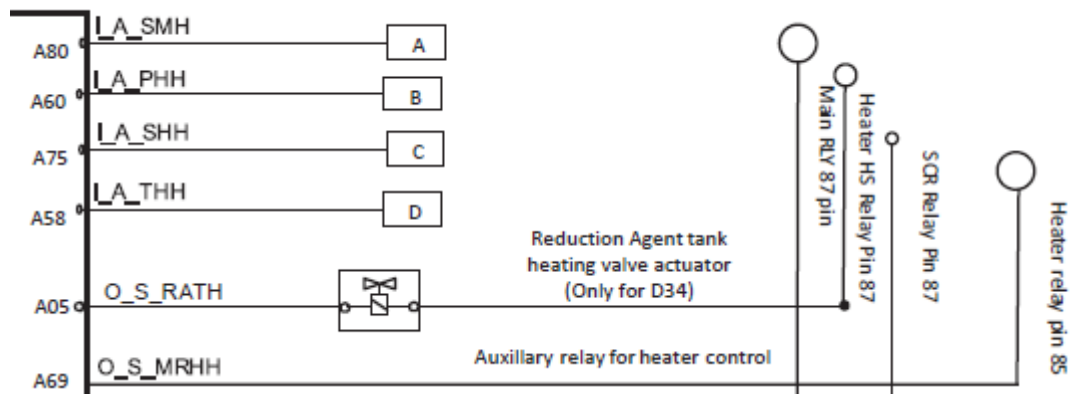 I_A_SMH
A80
A
I_A_PHH
A60
B
I_A_SHH
A75
C
I_A_THH
A58
D
Main RLY 87 pin
Heater HS Relay Pin 87
SCR Relay Pin 87
Heater relay pin 85
Reduction Agent tank
heating valve actuator
(Only for D34)
O_S_RATH
A05
Auxillary relay for heater control
O_S_MRHH
A69